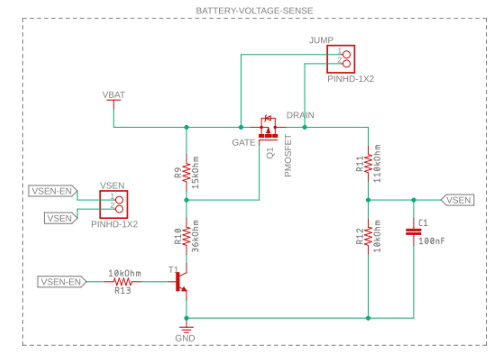 BATTERY-VOLTAGE-SENSE
JUMP
1
2
PINHD-1X2
VBAT
DRAIN
GATE
Q1
PMOSFET
R9
15kOhm
R11
110kOhm
VSEN-EN
VSEN
VSEN
1
2
PINHD-1X2
R10
36kOhm
R12
10kOhm
VSEN
C1
100nF
VSEN-EN
10kOhm
R13
T1
GND